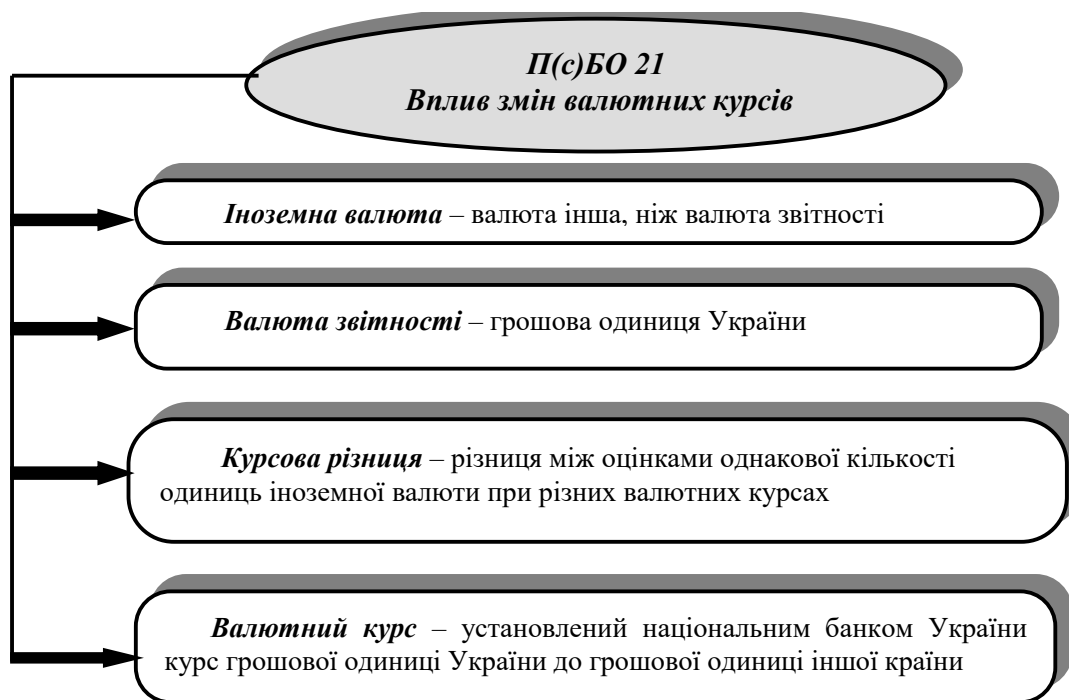 П(с)БО 21
Вплив змін валютних курсів
Іноземна валюта – валюта інша, ніж валюта звітності
Валюта звітності – грошова одиниця України
Курсова різниця – різниця між оцінками однакової кількості
одиниць іноземної валюти при різних валютних курсах
Валютний курс – установлений національним банком України
курс грошової одиниці України до грошової одиниці іншої країни